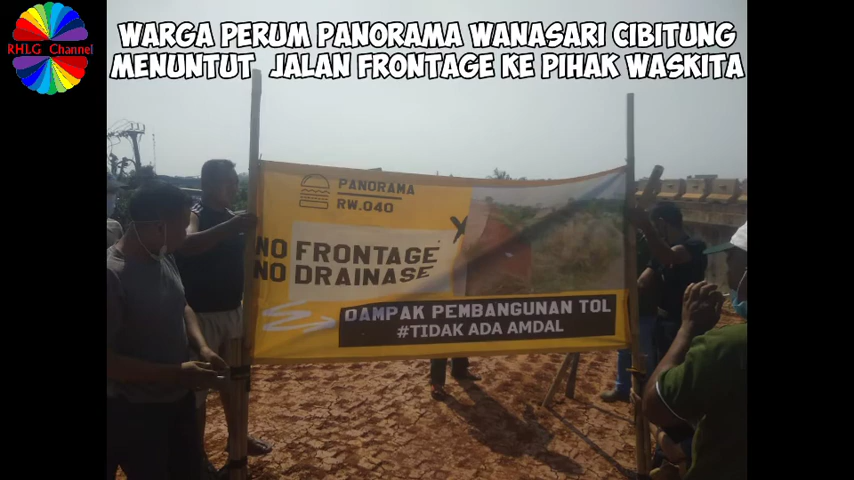 RHLG Channel
WARGA PERUM PANORAMA WANASARI CIBITUNG
MENUNTUT JALAN FRONTAGE KE PIHAK WASKITA
PANORAMA
RW.040
NO FRONTAGE
NO DRAINASE
DAMPAK PEMBANGUNAN TOL
#TIDAK ADA AMDAL